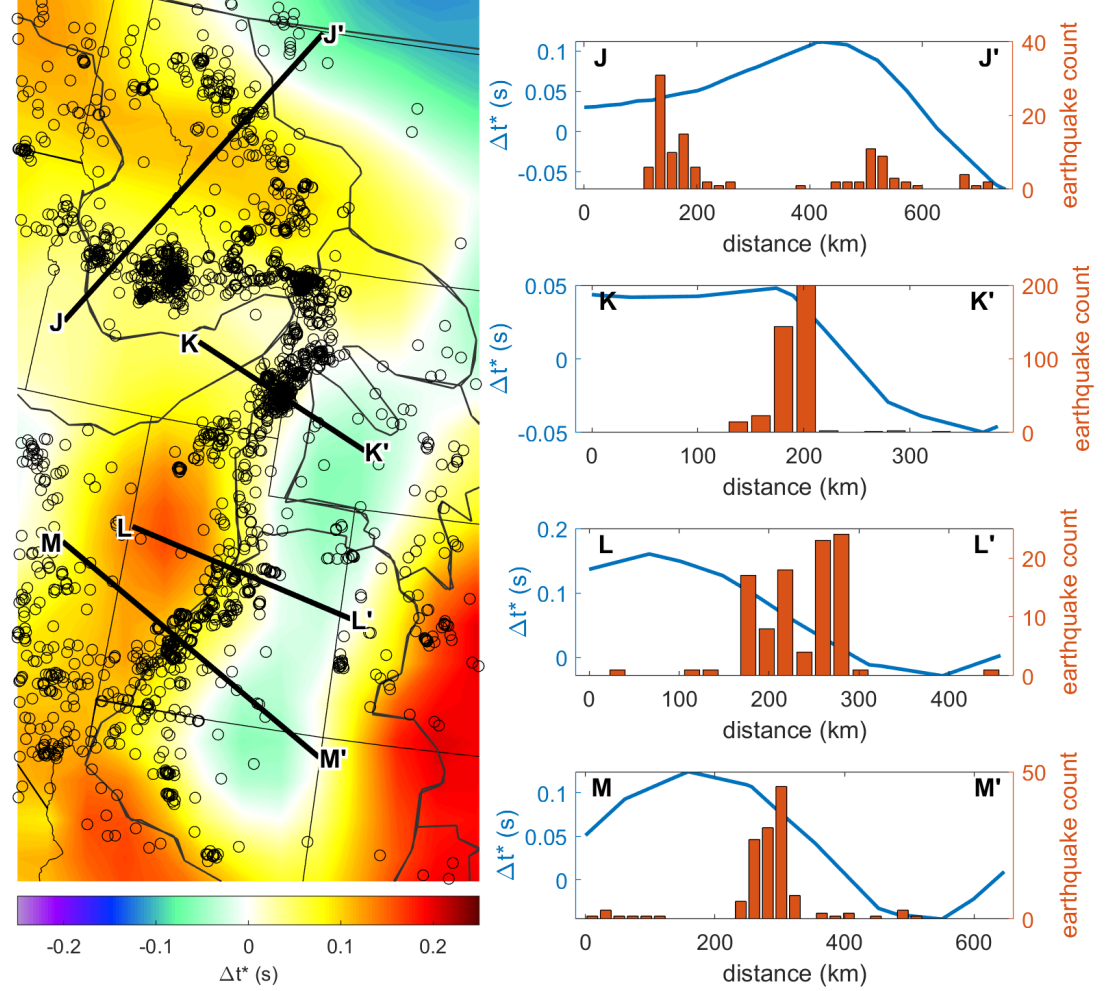 J'
J
K
K'
L
M
L'
M'
-0.2 -0.1 0 0.1 0.2
Δt* (s)
J J'
0.1
0.05
0
-0.05
Δt* (s)
40
20
0
earthquake count
0 200 400 600
distance (km)
K K'
0.05
0
-0.05
Δt* (s)
200
100
0
earthquake count
0 100 200 300
distance (km)
L L'
0.2
0.1
0
Δt* (s)
20
10
0
earthquake count
0 100 200 300 400
distance (km)
M M'
0.1
0.05
0
Δt* (s)
50
0
earthquake count
0 200 400 600
distance (km)